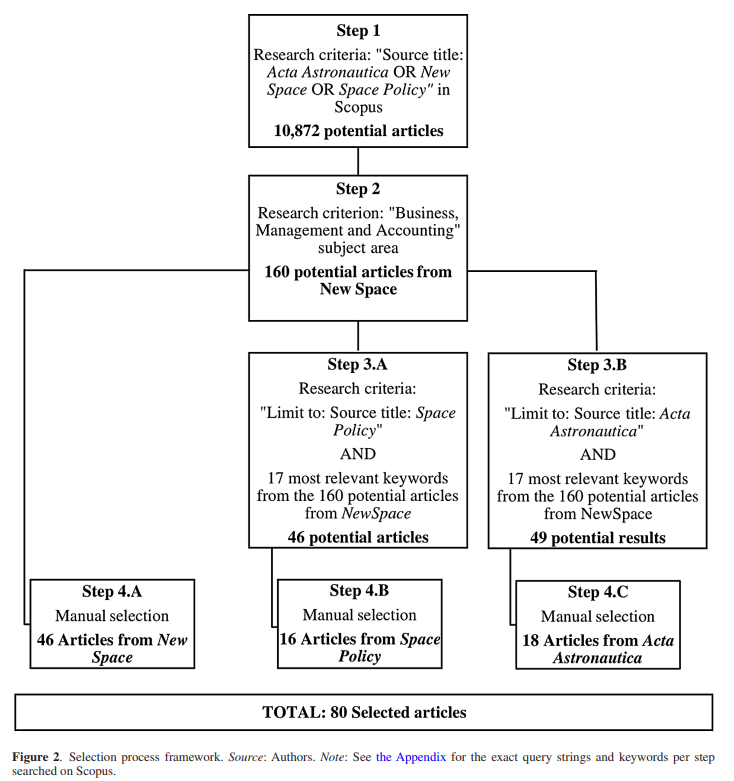 Step 1
Research criteria: "Source title:
Acta Astronautica OR New
Space OR Space Policy" in
Scopus
10,872 potential articles
Step 2
Research criterion: "Business,
Management and Accounting"
subject area
160 potential articles from
New Space
Step 3.A
Research criteria:
"Limit to: Source title: Space
Policy"
AND
17 most relevant keywords
from the 160 potential articles
from NewSpace
46 potential articles
Step 3.B
Research criteria:
"Limit to: Source title: Acta
Astronautica"
AND
17 most relevant keywords
from the 160 potential articles
from NewSpace
49 potential results
Step 4.A
Manual selection
46 Articles from New
Space
Step 4.B
Manual selection
16 Articles from Space
Policy
Step 4.C
Manual selection
18 Articles from Acta
Astronautica
TOTAL: 80 Selected articles
Figure 2. Selection process framework. Source: Authors. Note: See the Appendix for the exact query strings and keywords per step
searched on Scopus.